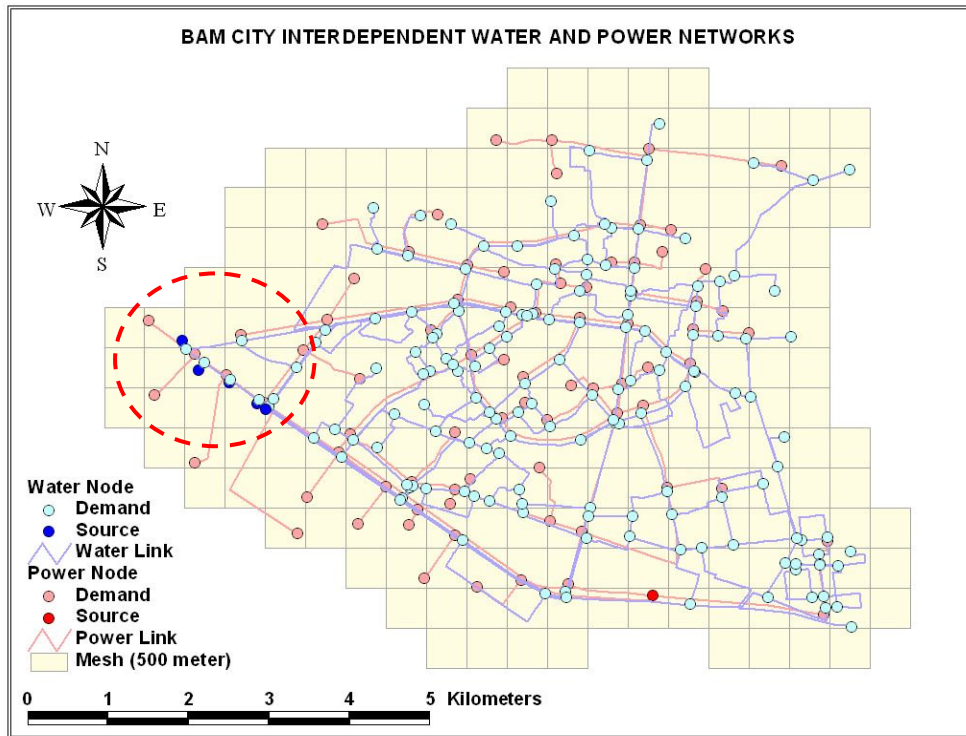 BAM CITY INTERDEPENDENT WATER AND POWER NETWORKS
N
W E
S
Water Node
Demand
Source
Water Link
Power Node
Demand
Source
Power Link
Mesh (500 meter)
0 1 2 3 4 5 Kilometers